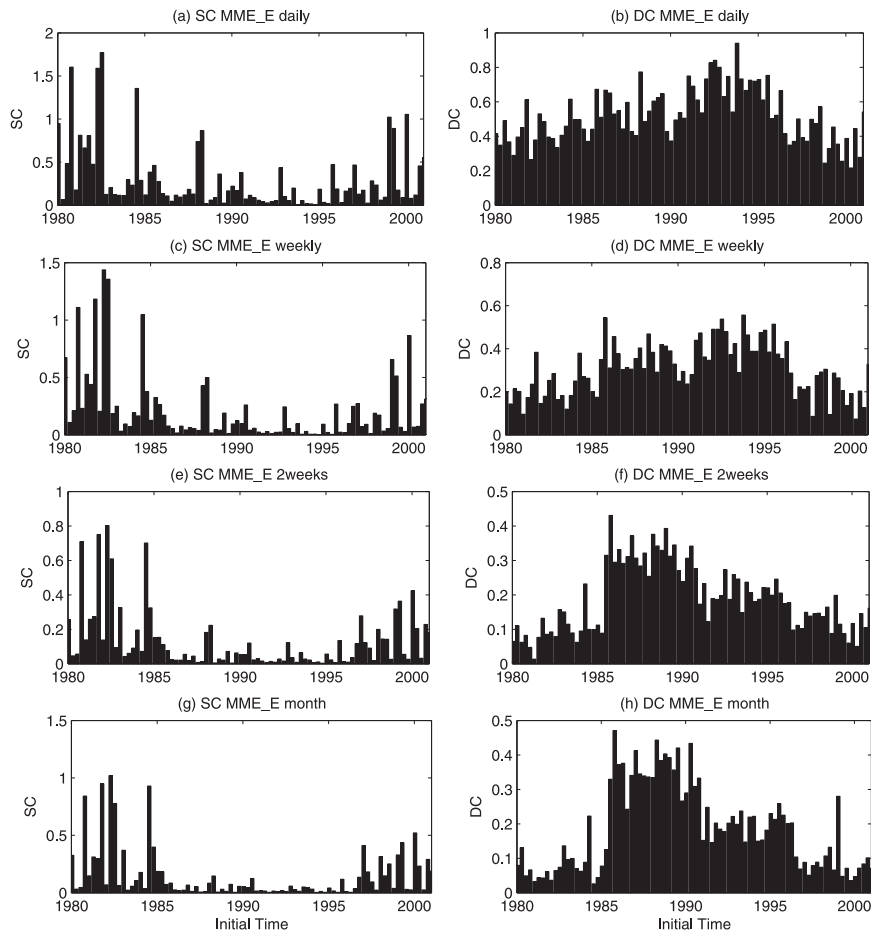 (a) SC MME_E daily
2
1.5
1
0.5
0
SC
1980 1985 1990 1995 2000
(b) DC MME_E daily
1
0.8
0.6
0.4
0.2
0
DC
1980 1985 1990 1995 2000
(c) SC MME_E weekly
1.5
1
0.5
0
SC
1980 1985 1990 1995 2000
(d) DC MME_E weekly
0.8
0.6
0.4
0.2
0
DC
1980 1985 1990 1995 2000
(e) SC MME_E 2weeks
1
0.8
0.6
0.4
0.2
0
SC
1980 1985 1990 1995 2000
(f) DC MME_E 2weeks
0.5
0.4
0.3
0.2
0.1
0
DC
1980 1985 1990 1995 2000
(g) SC MME_E month
1.5
1
0.5
0
SC
1980 1985 1990 1995 2000
Initial Time
(h) DC MME_E month
0.5
0.4
0.3
0.2
0.1
0
DC
1980 1985 1990 1995 2000
Initial Time